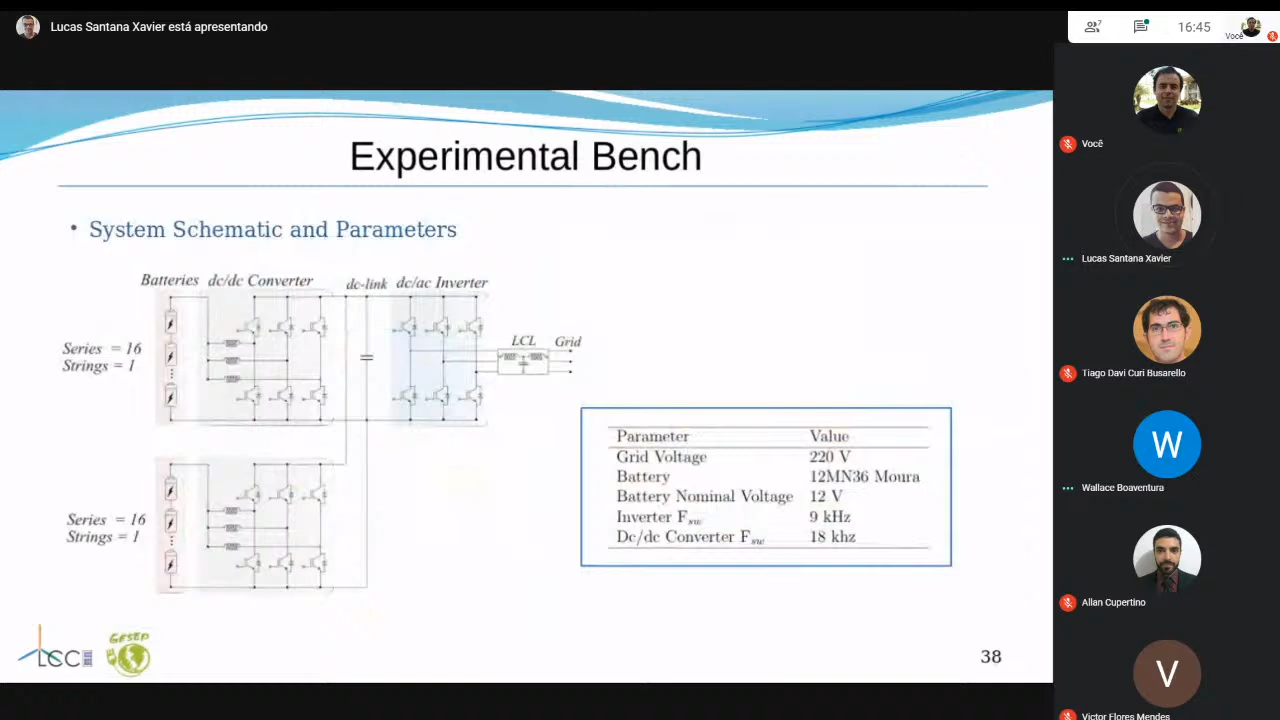 Lucas Santana Xavier está apresentando
7
16:45
Você
Experimental Bench
• System Schematic and Parameters
Batteries dc/dc Converter dc-link dc/ac Inverter
LCL Grid
Series = 16
Strings = 1
Series = 16
Strings = 1
Parameter Value
Grid Voltage 220 V
Battery 12MN36 Moura
Battery Nominal Voltage 12 V
Inverter Fsw 9 kHz
Dc/dc Converter Fsw 18 khz
LCC
GESEP
38
Você
Lucas Santana Xavier
Tiago Davi Curi Busarello
W
Wallace Boaventura
Allan Cupertino
V
Victor Flores Mendes